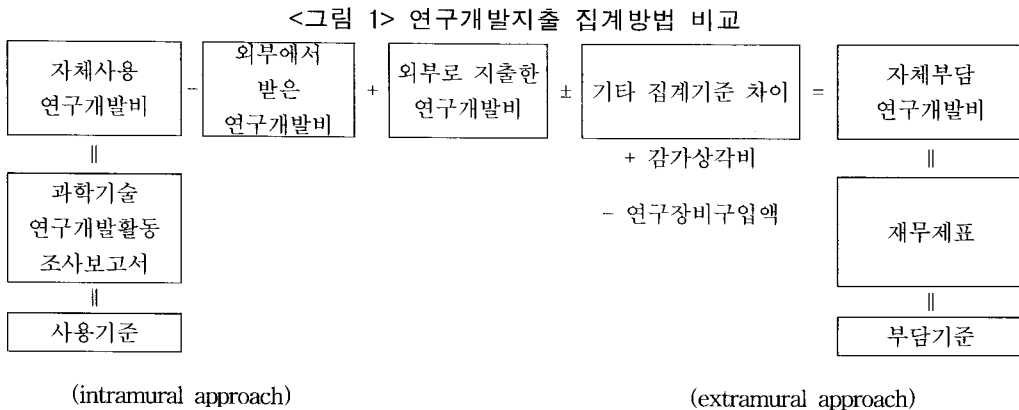 <그림 1> 연구개발지출 집계방법 비교
자체사용
연구개발비
-
외부에서
받은
연구개발비
+
외부로 지출한
연구개발비
±
기타 집계기준 차이
=
자체부담
연구개발비
||
+ 감가상각비
||
과학기술
연구개발활동
조사보고서
- 연구장비구입액
재무제표
||
||
사용기준
부담기준
(intramural approach)
(extramural approach)